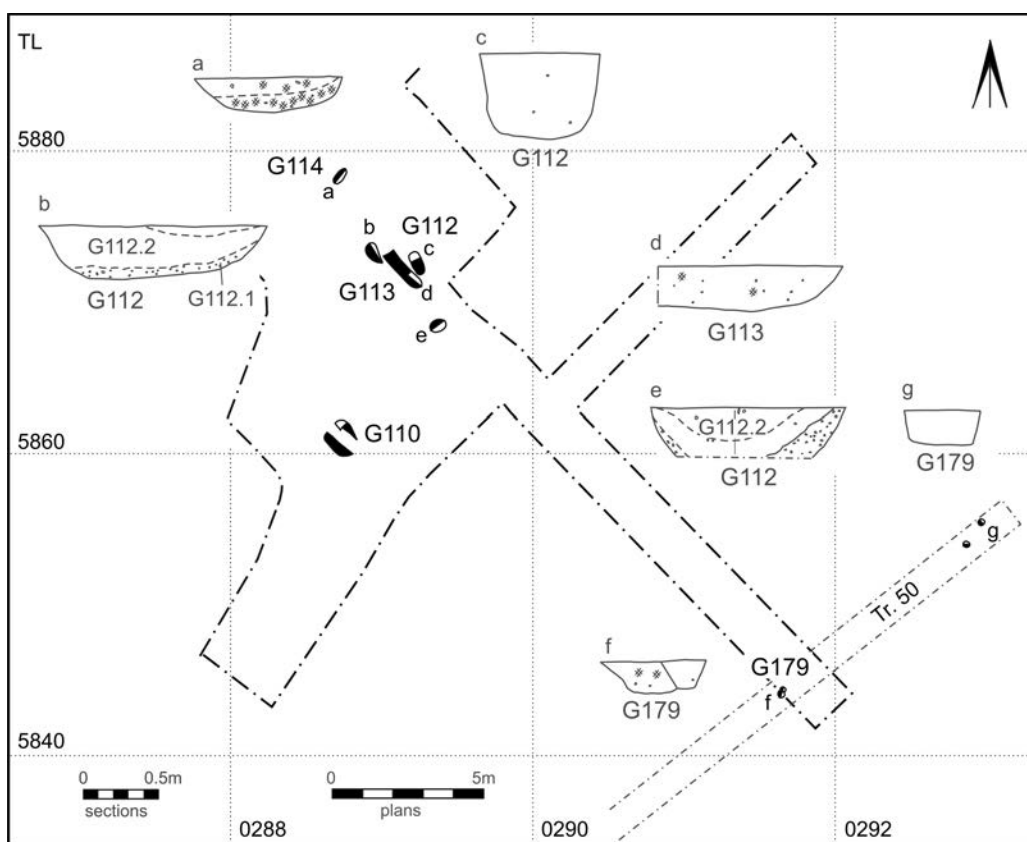 TL
a
c
5880
G112
G114
a
b
b
G112
c
d
G112.2
G112
G112.1
G113
d
G113
e
e
g
G112.2
G112
G179
G110
5860
g
Tr. 50
f
G179
G179
f
5840
0 0.5m
sections
0 5m
plans
0288
0290
0292